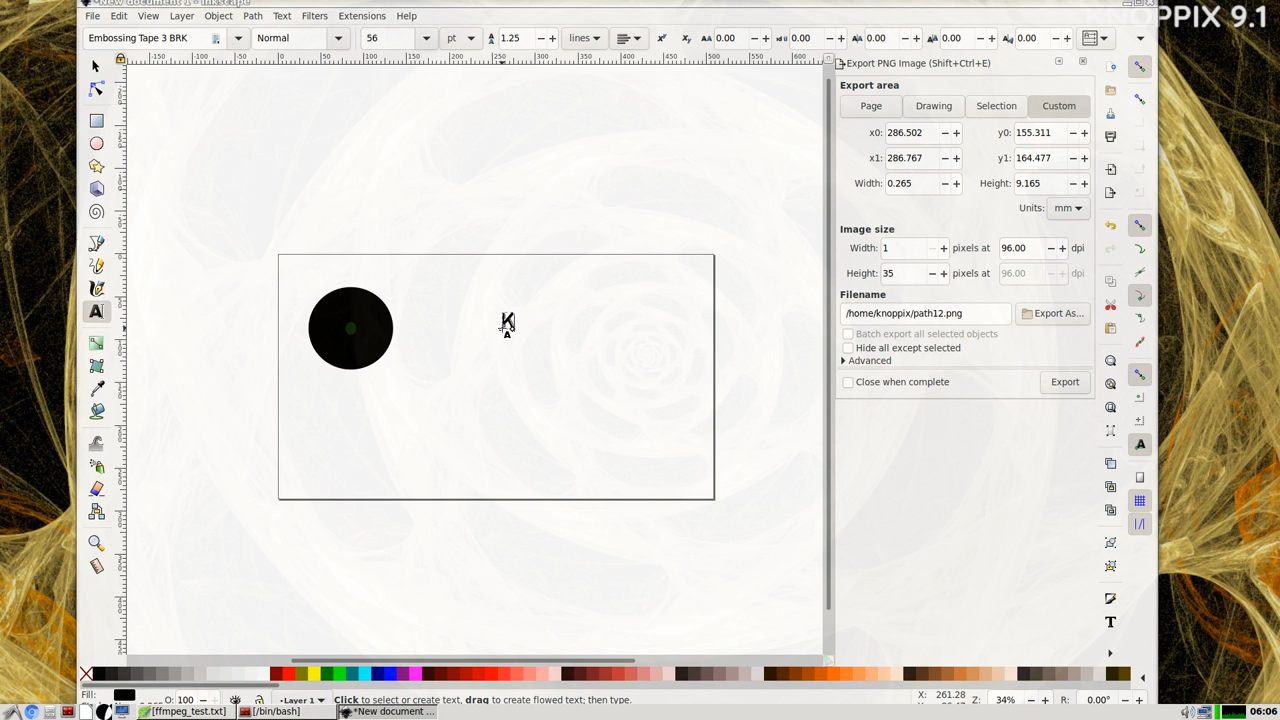 KNOPPIX 9.1
*New document 1 - Inkscape
File Edit View Layer Object Path Text Filters Extensions Help
Embossing Tape 3 BRK Normal 56 pt 1.25 lines 0.00 0.00 0.00 0.00 0.00
Export PNG Image (Shift+Ctrl+E)
Export area
Page Drawing Selection Custom
x0: 286.502 y0: 155.311
x1: 286.767 y1: 164.477
Width: 0.265 Height: 9.165
Units: mm
Image size
Width: 1 pixels at 96.00 dpi
Height: 35 pixels at 96.00 dpi
Filename
/home/knoppix/path12.png Export As...
Batch export all selected objects
Hide all except selected
Advanced
Close when complete Export
K
Fill: O: 100 Layer 1 Click to select or create text, drag to create flowed text; then type. X: 261.28 Z: 34% R: 0.00°
[ffmpeg_test.txt] [/bin/bash] *New document ... 06:06